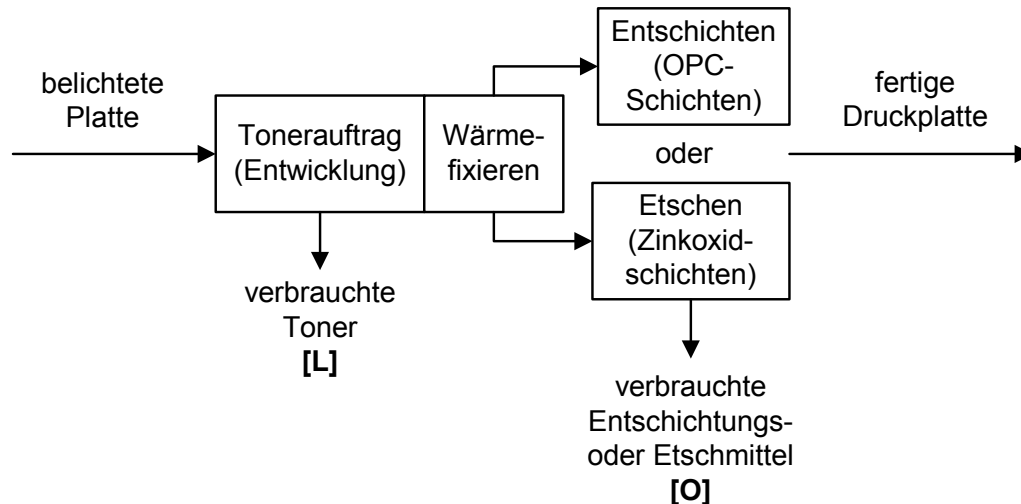 belichtete
Platte
Tonerauftrag
(Entwicklung)
Wärme-
fixieren
Entschichten
(OPC-
Schichten)
oder
Etschen
(Zinkoxid-
schichten)
fertige
Druckplatte
verbrauchte
Toner
[L]
verbrauchte
Entschichtungs-
oder Etschmittel
[O]